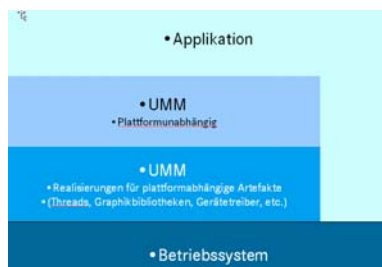 • Applikation
• UMM
• Plattformunabhängig
• UMM
• Realisierungen für plattformabhängige Artefakte
• (Threads, Graphikbibliotheken, Gerätetreiber, etc.)
• Betriebssystem